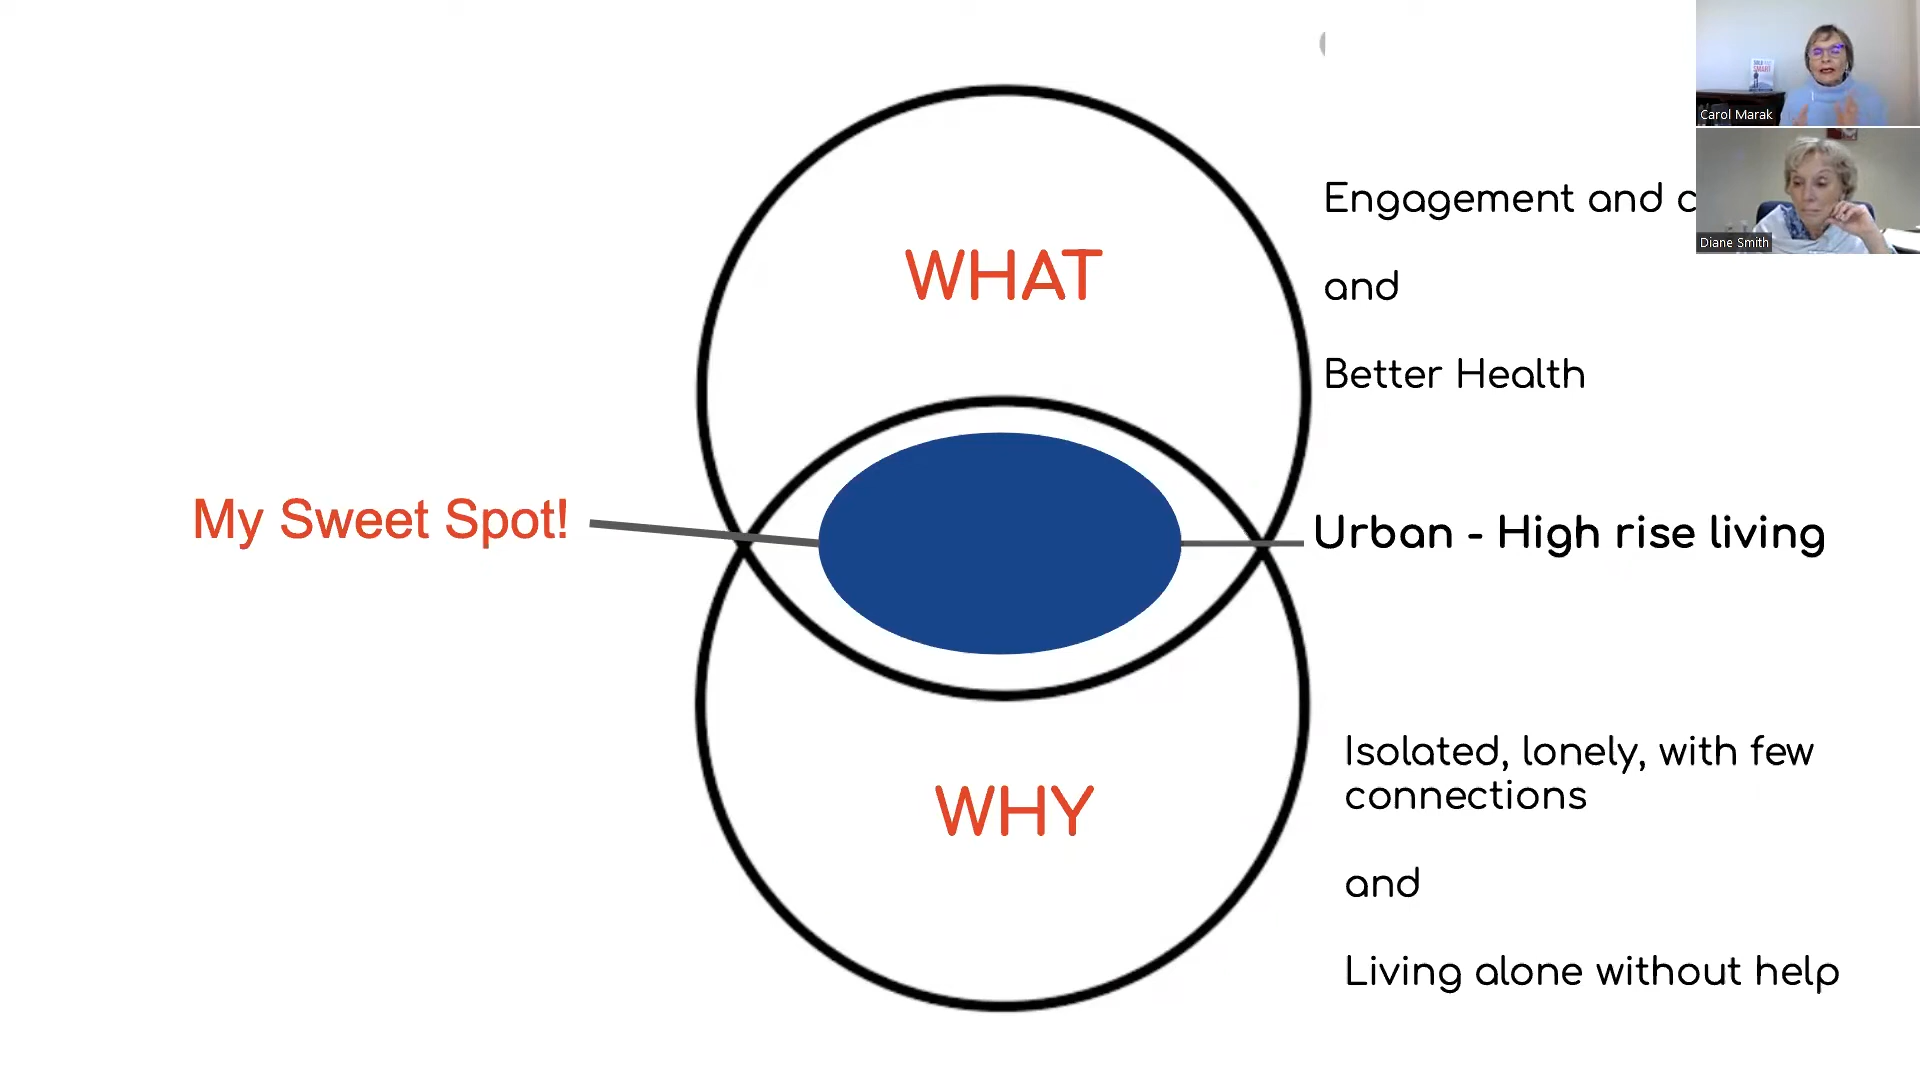 Carol Marak
Diane Smith
WHAT
Engagement and
and
Better Health
My Sweet Spot!
Urban - High rise living
WHY
Isolated, lonely, with few
connections
and
Living alone without help
SMART